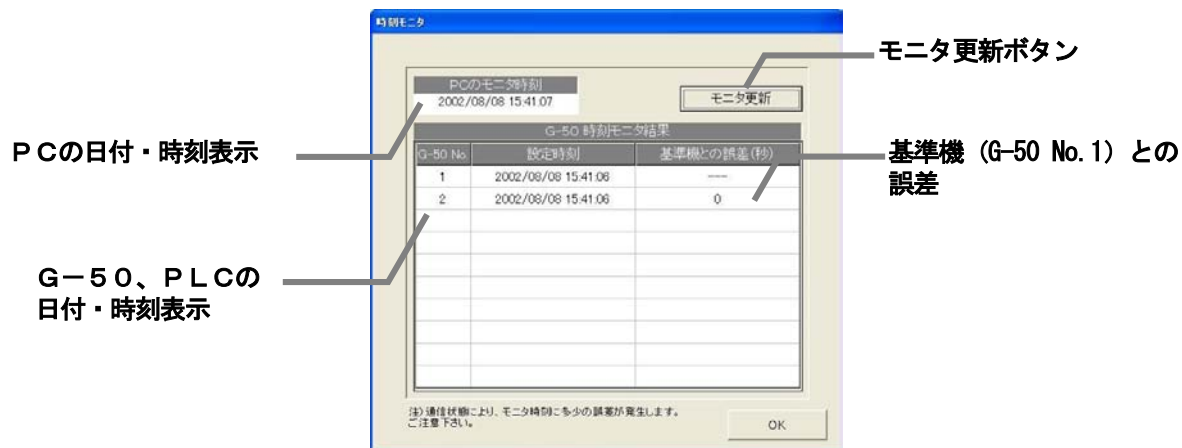 時刻モニタ
モニタ更新ボタン
PCのモニタ時刻
2002/08/08 15:41:07
モニタ更新
G-50 時刻モニタ結果
PCの日付・時刻表示
G-50 No.
設定時刻
基準機との誤差(秒)
基準機 (G-50 No.1) との
誤差
1
2002/08/08 15:41:06
----
2
2002/08/08 15:41:06
0
G-50、PLCの
日付・時刻表示
注)通信状態により、モニタ時刻に多少の誤差が発生します。
ご注意下さい。
OK